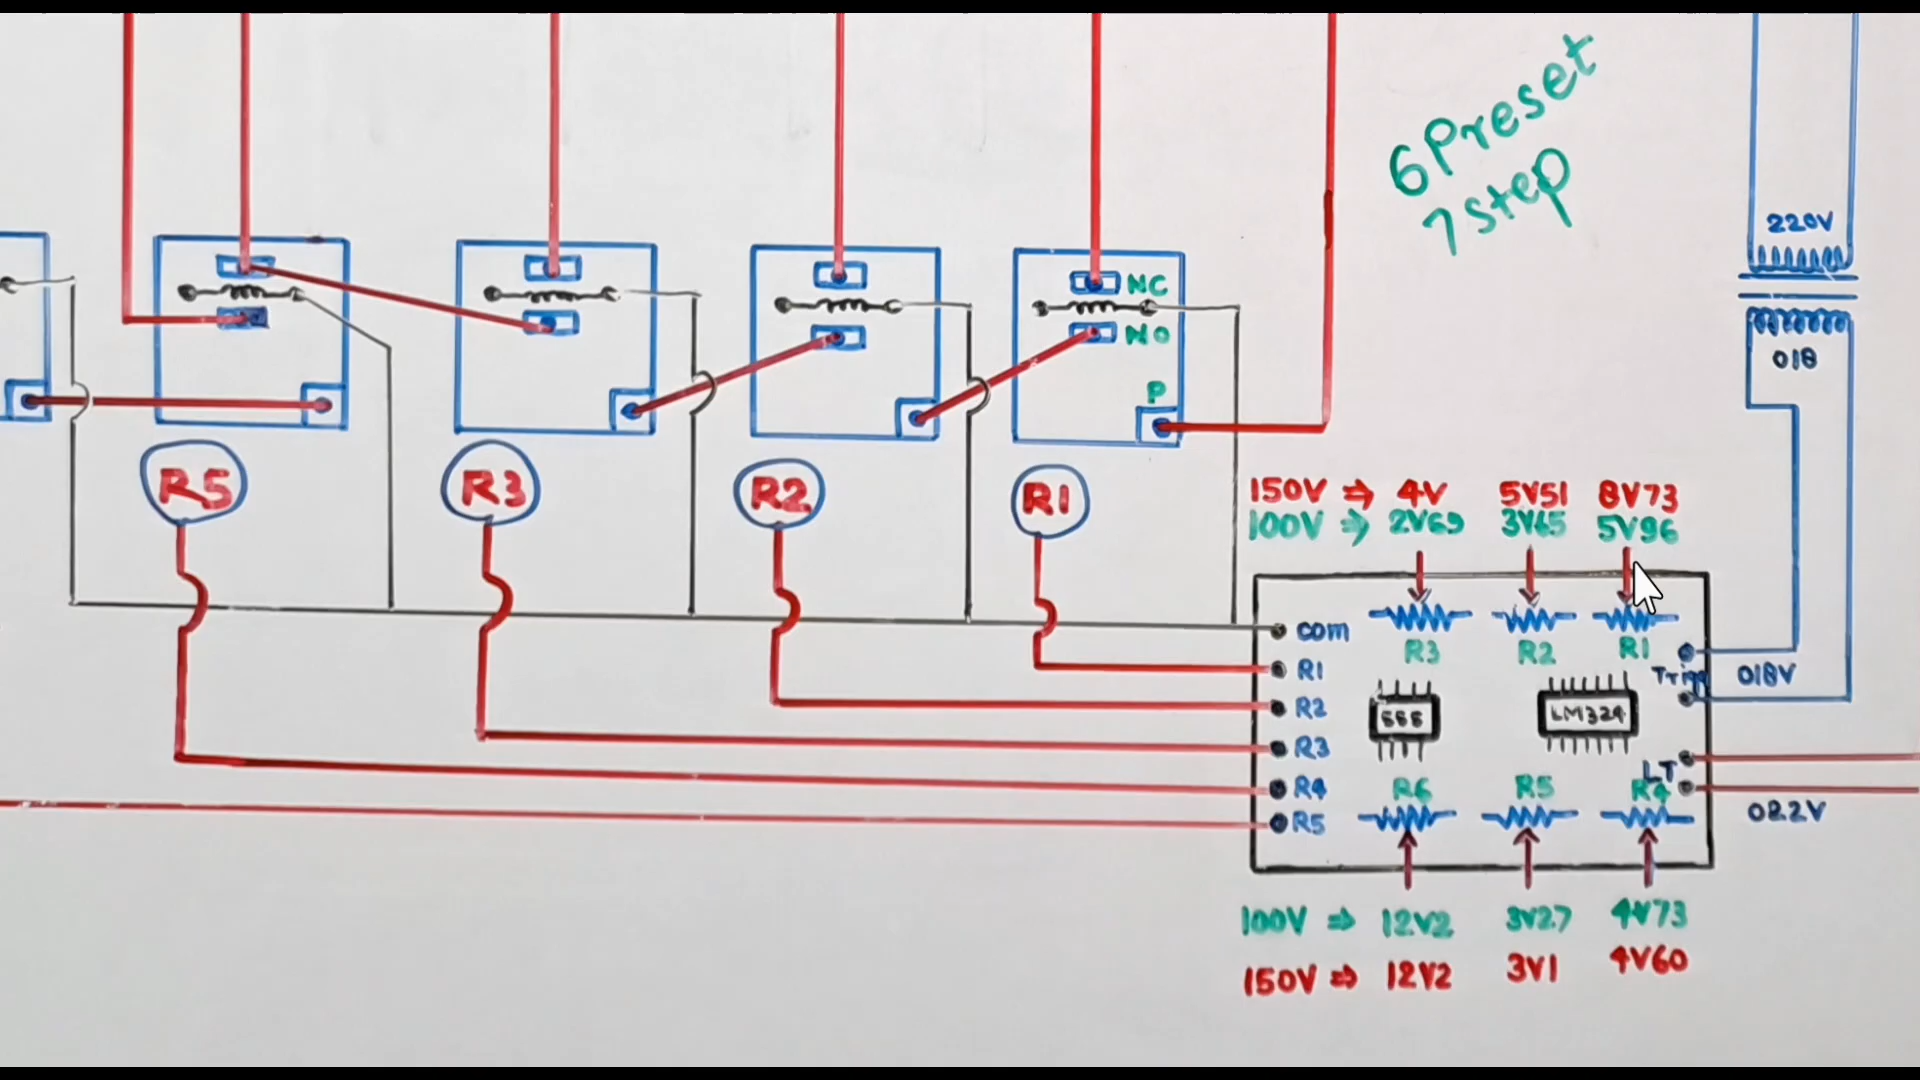 6 Preset
7 step
220V
018
NC
NO
P
R5
R3
R2
R1
150V ⇒ 4V 5V51 8V73
100V ⇒ 2V69 3V65 5V96
R3 R2 R1
com
R1
R2
R3
R4
R5
555
LM324
Trigg
018V
LT
022V
R6 R5 R4
100V ⇒ 12V2 3V27 4V73
150V ⇒ 12V2 3V1 4V60